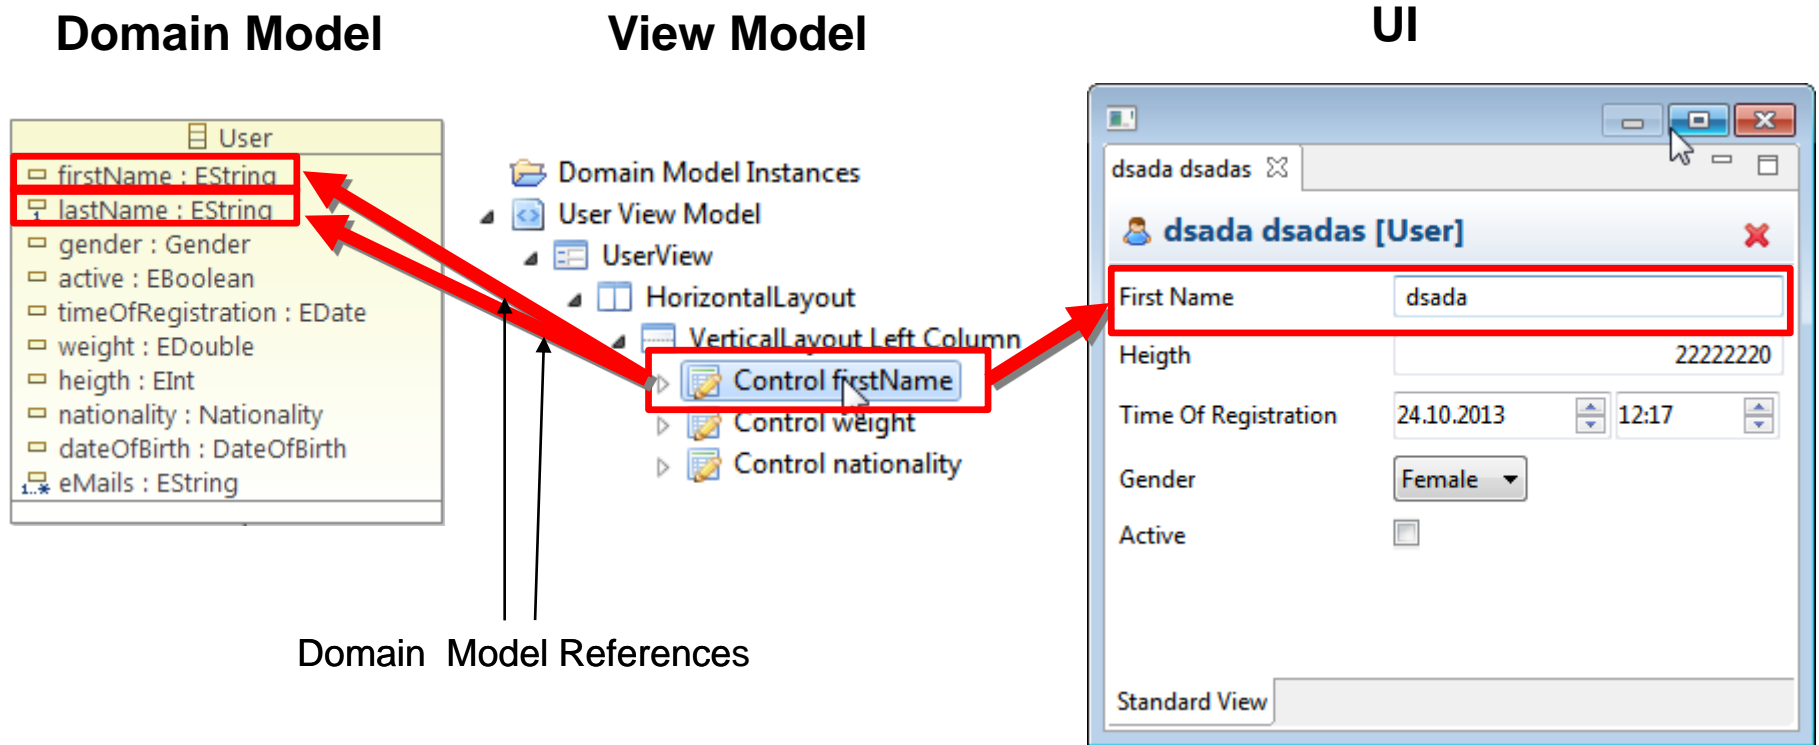 Domain Model
View Model
UI
User
firstName : EString
lastName : EString
gender : Gender
active : EBoolean
timeOfRegistration : EDate
weight : EDouble
heigth : EInt
nationality : Nationality
dateOfBirth : DateOfBirth
1..* eMails : EString
Domain Model Instances
User View Model
UserView
HorizontalLayout
VerticalLayout Left Column
Control firstName
Control weight
Control nationality
Domain Model References
dsada dsadas
dsada dsadas [User]
First Name dsada
Heigth 22222220
Time Of Registration 24.10.2013 12:17
Gender Female
Active
Standard View